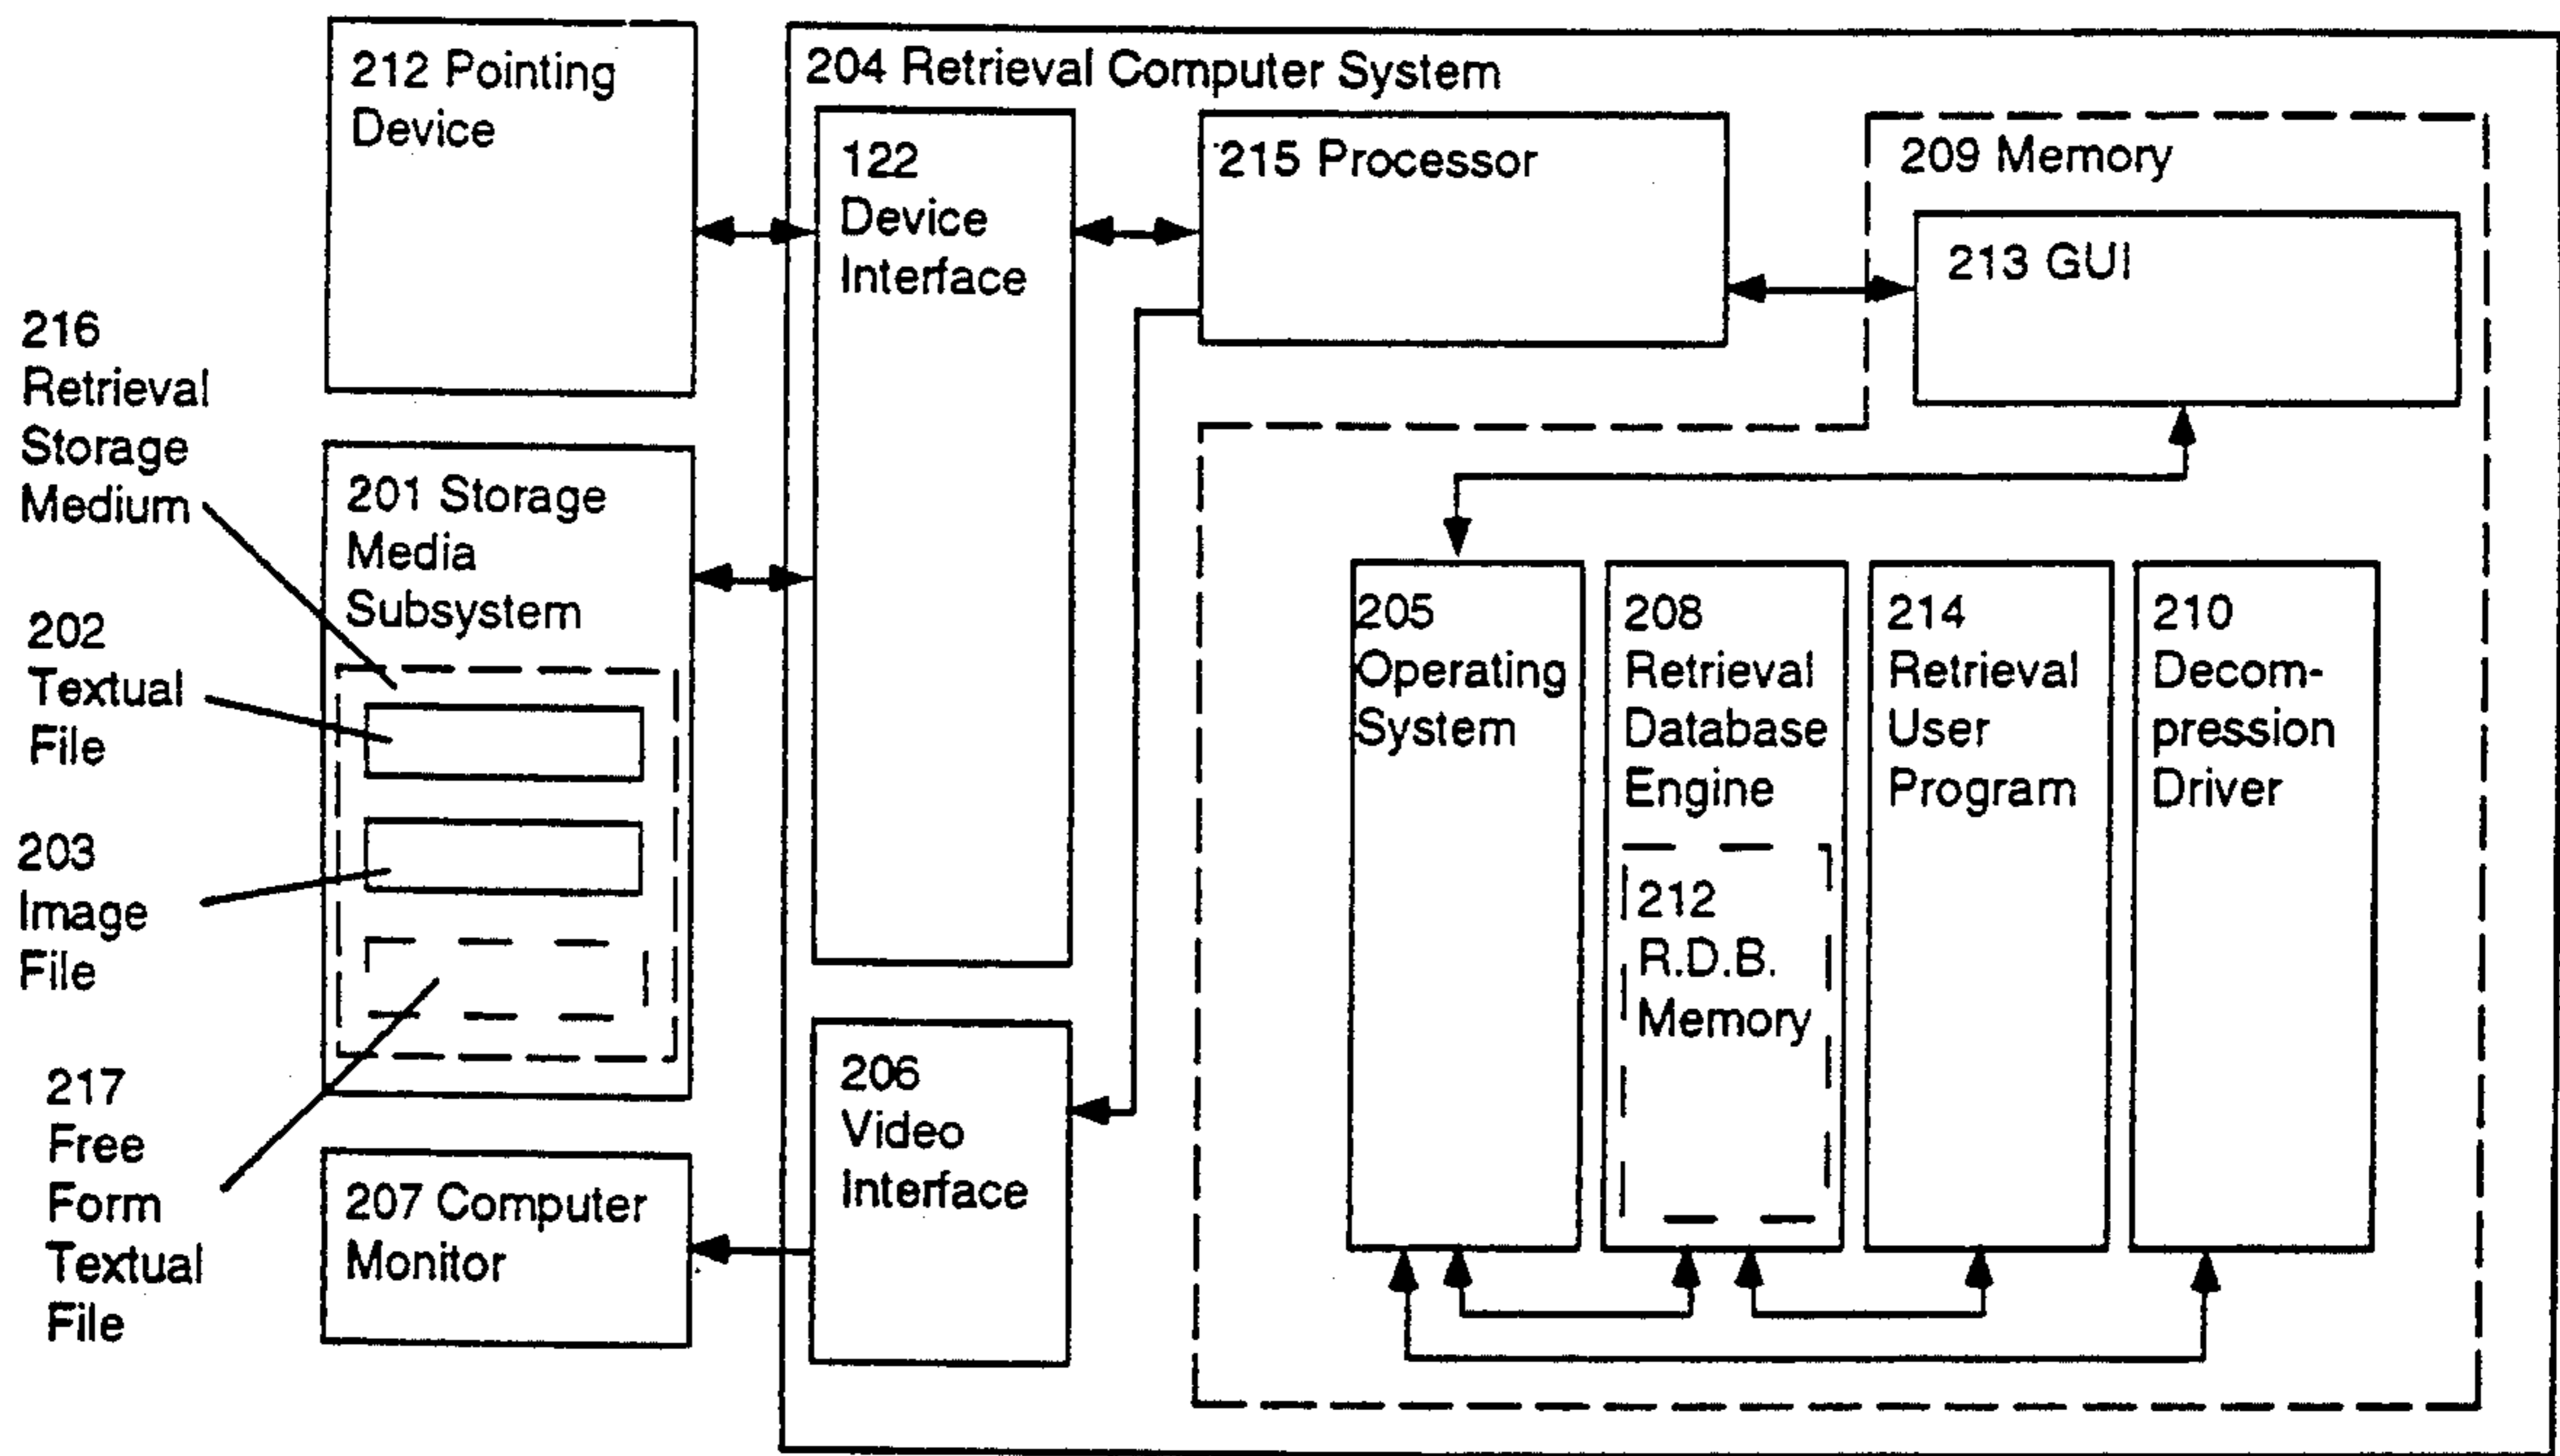 212 Pointing
Device
204 Retrieval Computer System
122
Device
Interface
215 Processor
209 Memory
213 GUI
216
Retrieval
Storage
Medium
201 Storage
Media
Subsystem
202
Textual
File
203
Image
File
217
Free
Form
Textual
File
207 Computer
Monitor
206
Video
Interface
205
Operating
System
208
Retrieval
Database
Engine
212
R.D.B.
Memory
214
Retrieval
User
Program
210
Decom-
pression
Driver